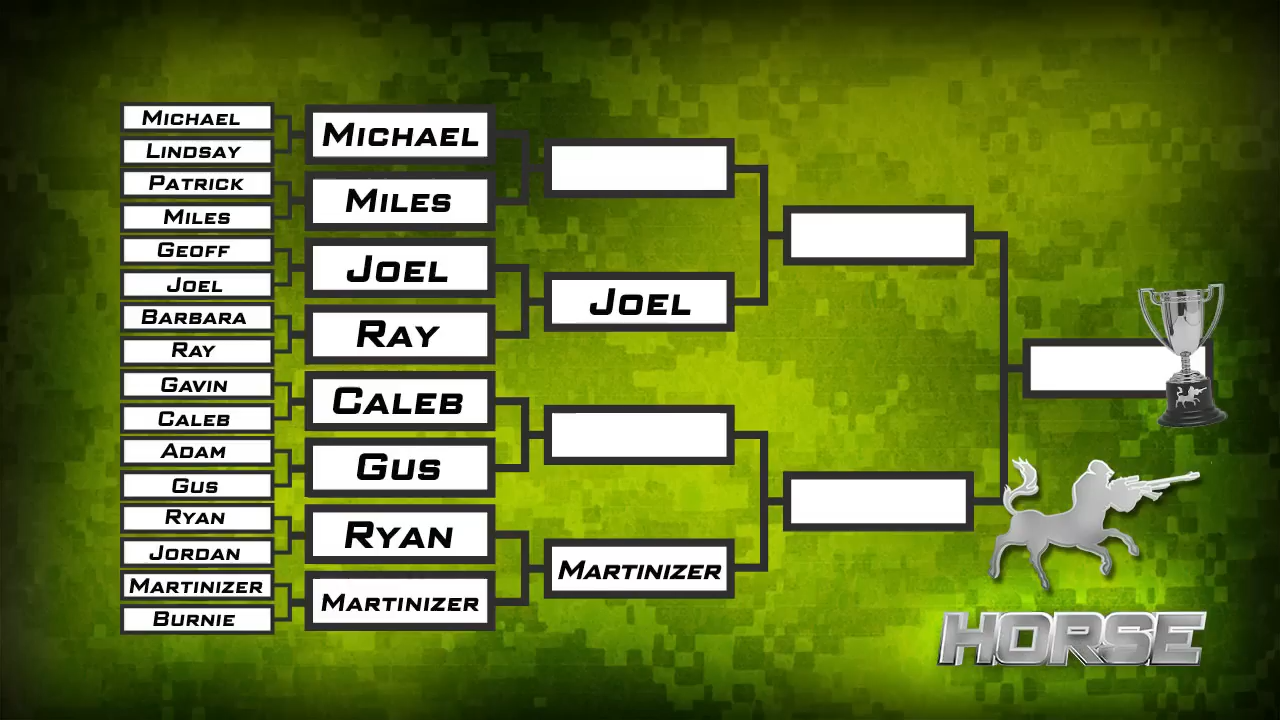 Michael
Lindsay
Patrick
Miles
Geoff
Joel
Barbara
Ray
Gavin
Caleb
Adam
Gus
Ryan
Jordan
Martinizer
Burnie
Michael
Miles
Joel
Ray
Caleb
Gus
Ryan
Martinizer
Joel
Martinizer
HORSE